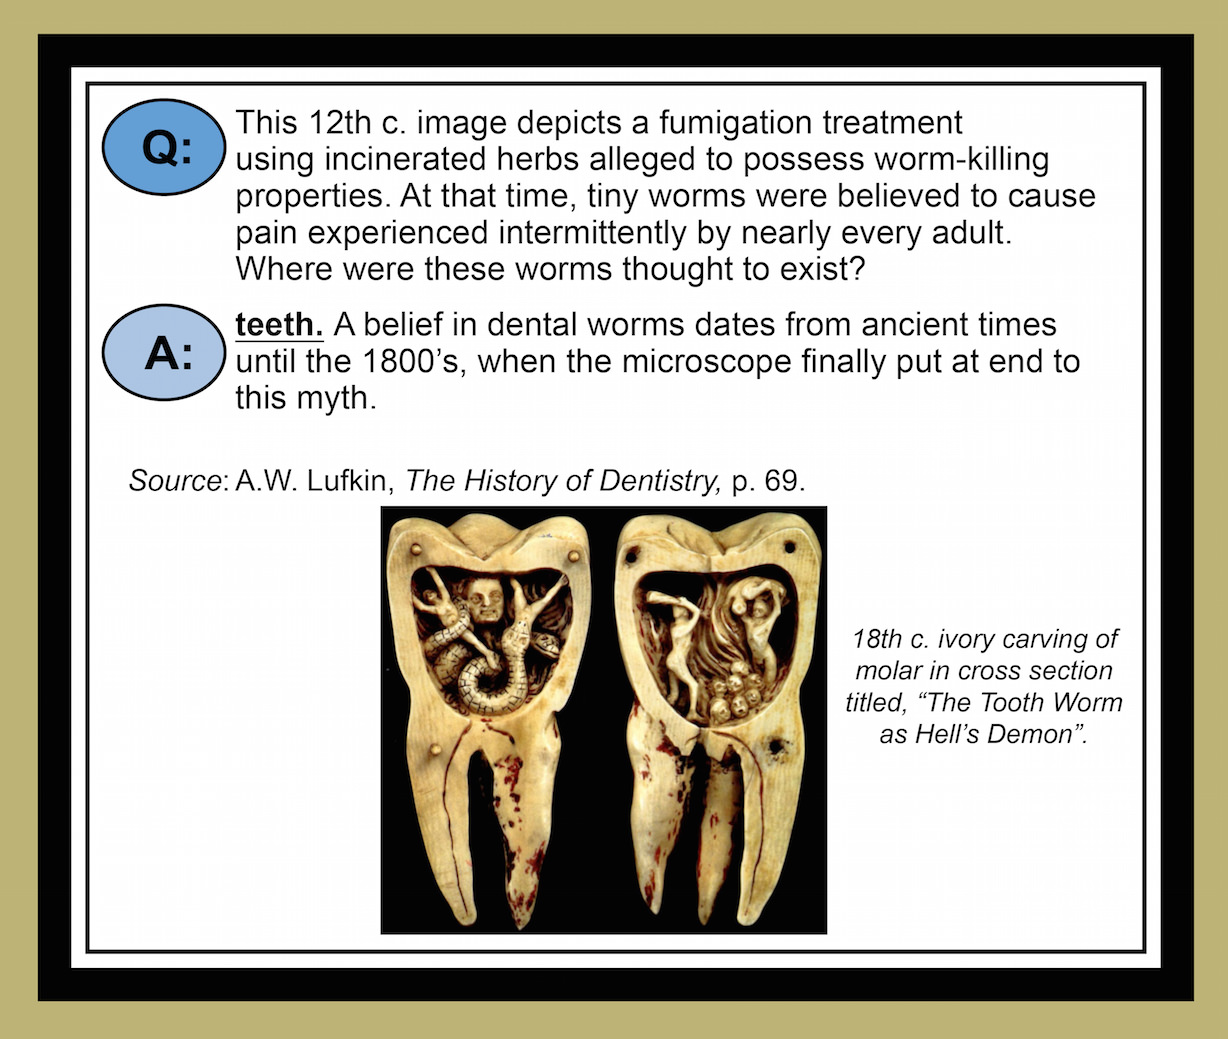 Q:
This 12th c. image depicts a fumigation treatment
using incinerated herbs alleged to possess worm-killing
properties. At that time, tiny worms were believed to cause
pain experienced intermittently by nearly every adult.
Where were these worms thought to exist?
A:
teeth. A belief in dental worms dates from ancient times
until the 1800's, when the microscope finally put at end to
this myth.
Source: A.W. Lufkin, The History of Dentistry, p. 69.
18th c. ivory carving of
molar in cross section
titled, “The Tooth Worm
as Hell's Demon”.